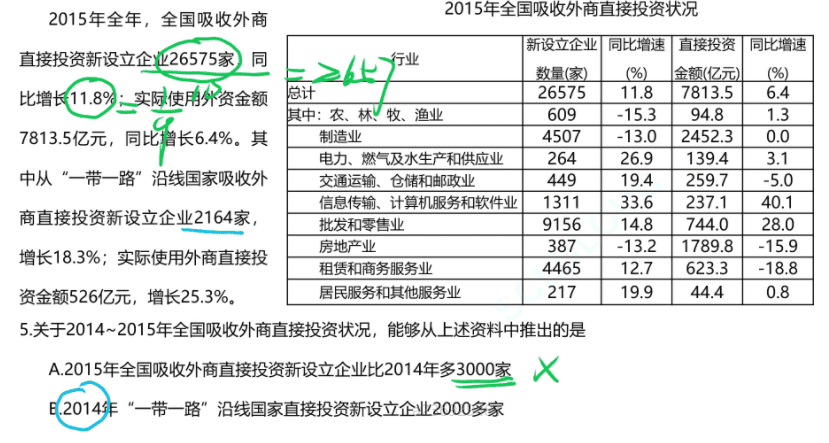 2015年全国吸收外商直接投资状况
2015年全年，全国吸收外商
直接投资新设立企业26575家，同
比增长11.8%；实际使用外资金额
7813.5亿元，同比增长6.4%。其
中从“一带一路”沿线国家吸收外
商直接投资新设立企业2164家，
增长18.3%；实际使用外商直接投
资金额526亿元，增长25.3%。
行业 新设立企业数量(家) 同比增速(%) 直接投资金额(亿元) 同比增速(%)
总计 26575 11.8 7813.5 6.4
其中：农、林、牧、渔业 609 -15.3 94.8 1.3
制造业 4507 -13.0 2452.3 0.0
电力、燃气及水生产和供应业 264 26.9 139.4 3.1
交通运输、仓储和邮政业 449 19.4 259.7 -5.0
信息传输、计算机服务和软件业 1311 33.6 237.1 40.1
批发和零售业 9156 14.8 744.0 28.0
房地产业 387 -13.2 1789.8 -15.9
租赁和商务服务业 4465 12.7 623.3 -18.8
居民服务和其他服务业 217 19.9 44.4 0.8
5.关于2014~2015年全国吸收外商直接投资状况，能够从上述资料中推出的是
A.2015年全国吸收外商直接投资新设立企业比2014年多3000家
B.2014年“一带一路”沿线国家直接投资新设立企业2000多家